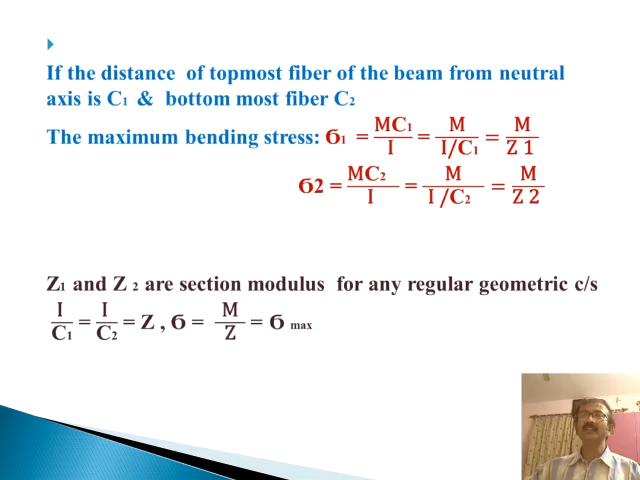 If the distance of topmost fiber of the beam from neutral
axis is C₁ & bottom most fiber C₂
The maximum bending stress: Ϭ₁ = MC₁/I = M/(I/C₁) = M/(Z 1)
Ϭ2 = MC₂/I = M/(I /C₂) = M/(Z 2)
Z₁ and Z ₂ are section modulus for any regular geometric c/s
I/C₁ = I/C₂ = Z , Ϭ = M/Z = Ϭ max